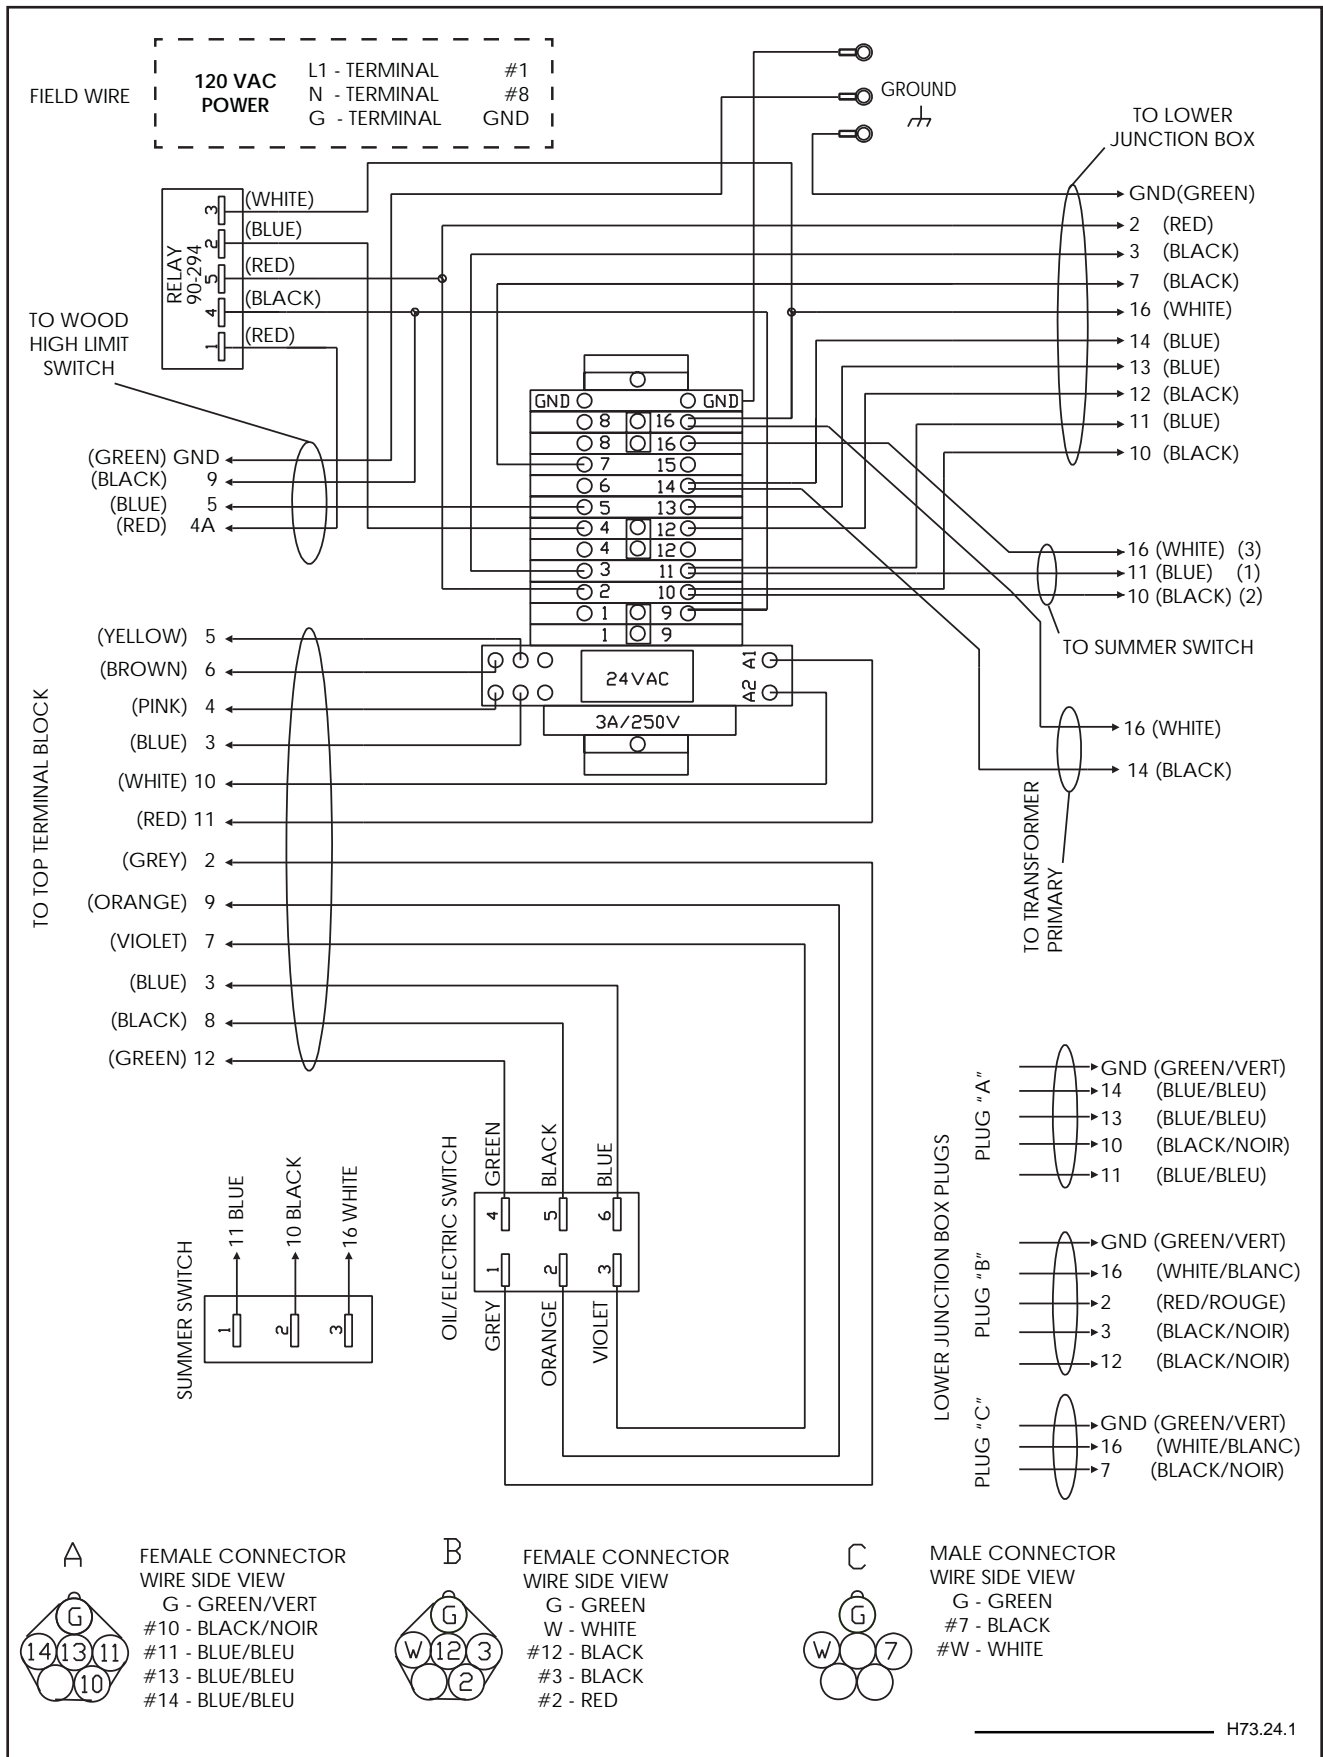 FIELD WIRE
120 VAC
POWER
L1 - TERMINAL #1
N - TERMINAL #8
G - TERMINAL GND
GROUND
TO LOWER
JUNCTION BOX
RELAY
90-294
3 (WHITE)
2 (BLUE)
5 (RED)
4 (BLACK)
1 (RED)
GND(GREEN)
2 (RED)
3 (BLACK)
7 (BLACK)
16 (WHITE)
14 (BLUE)
13 (BLUE)
12 (BLACK)
11 (BLUE)
10 (BLACK)
TO WOOD
HIGH LIMIT
SWITCH
(GREEN) GND
(BLACK) 9
(BLUE) 5
(RED) 4A
GND GND
8 16
8 16
7 15
6 14
5 13
4 12
4 12
3 11
2 10
1 9
1 9
24VAC
A1
A2
3A/250V
16 (WHITE) (3)
11 (BLUE) (1)
10 (BLACK) (2)
TO SUMMER SWITCH
16 (WHITE)
14 (BLACK)
TO TRANSFORMER
PRIMARY
TO TOP TERMINAL BLOCK
(YELLOW) 5
(BROWN) 6
(PINK) 4
(BLUE) 3
(WHITE) 10
(RED) 11
(GREY) 2
(ORANGE) 9
(VIOLET) 7
(BLUE) 3
(BLACK) 8
(GREEN) 12
SUMMER SWITCH
11 BLUE
10 BLACK
16 WHITE
1 2 3
OIL/ELECTRIC SWITCH
GREEN
BLACK
BLUE
4 5 6
1 2 3
GREY
ORANGE
VIOLET
LOWER JUNCTION BOX PLUGS
PLUG "A"
GND (GREEN/VERT)
14 (BLUE/BLEU)
13 (BLUE/BLEU)
10 (BLACK/NOIR)
11 (BLUE/BLEU)
PLUG "B"
GND (GREEN/VERT)
16 (WHITE/BLANC)
2 (RED/ROUGE)
3 (BLACK/NOIR)
12 (BLACK/NOIR)
PLUG "C"
GND (GREEN/VERT)
16 (WHITE/BLANC)
7 (BLACK/NOIR)
A
G
14 13 11
10
FEMALE CONNECTOR
WIRE SIDE VIEW
G - GREEN/VERT
#10 - BLACK/NOIR
#11 - BLUE/BLEU
#13 - BLUE/BLEU
#14 - BLUE/BLEU
B
G
W 12 3
2
FEMALE CONNECTOR
WIRE SIDE VIEW
G - GREEN
W - WHITE
#12 - BLACK
#3 - BLACK
#2 - RED
C
G
W 7
MALE CONNECTOR
WIRE SIDE VIEW
G - GREEN
#7 - BLACK
#W - WHITE
H73.24.1